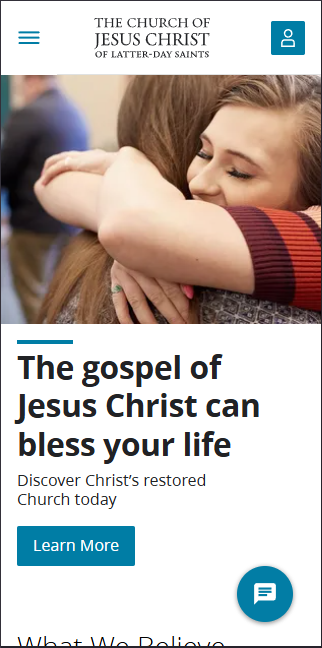 THE CHURCH OF
JESUS CHRIST
OF LATTER-DAY SAINTS
The gospel of
Jesus Christ can
bless your life
Discover Christ’s restored
Church today
Learn More
What We Believe